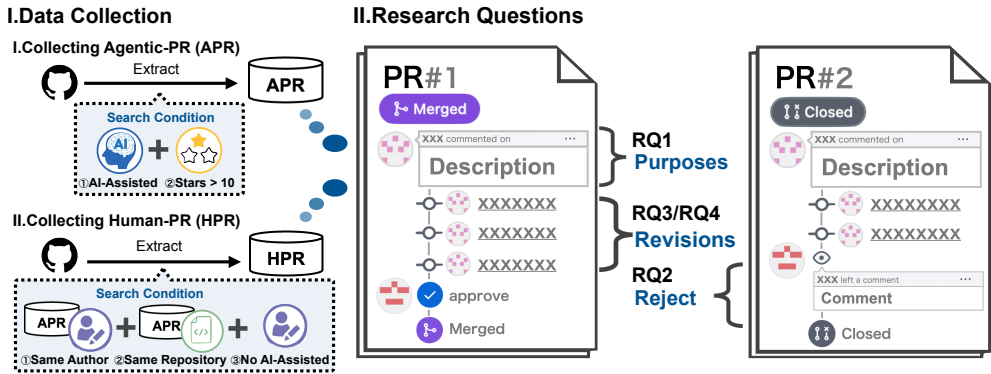 I.Data Collection
I.Collecting Agentic-PR (APR)
Extract
APR
Search Condition
AI
①AI-Assisted ②Stars > 10
II.Collecting Human-PR (HPR)
Extract
HPR
Search Condition
APR
APR
①Same Author ②Same Repository ③No AI-Assisted
II.Research Questions
PR#1
Merged
XXX commented on ...
Description
XXXXXXX
XXXXXXX
XXXXXXX
approve
Merged
RQ1
Purposes
RQ3/RQ4
Revisions
RQ2
Reject
PR#2
Closed
XXX commented on ...
Description
XXXXXXXX
XXXXXXXX
XXX left a comment ...
Comment
Closed